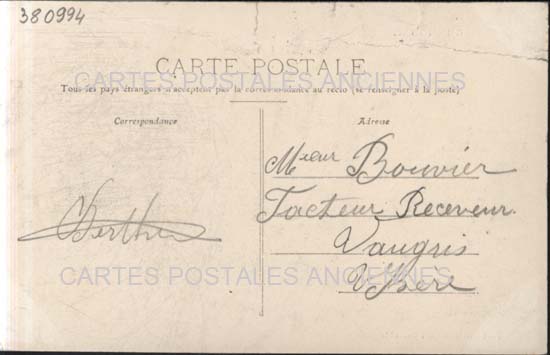 380994
CARTE POSTALE
CARTES POSTALES ANCIENNES
Tous les pays étrangers n'acceptent pas la correspondance au recto (se renseigner à la poste)
Correspondance
Adresse
Mieur Bouvier
Facteur Receveur
Vaugris
Isère
Berthe
CARTES POSTALES ANCIENNES